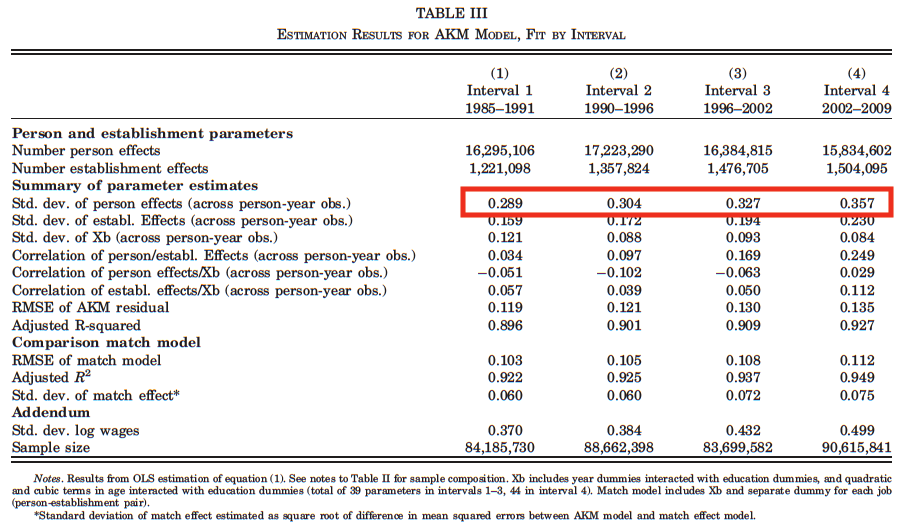 TABLE III
ESTIMATION RESULTS FOR AKM MODEL, FIT BY INTERVAL
(1) (2) (3) (4)
Interval 1 Interval 2 Interval 3 Interval 4
1985–1991 1990–1996 1996–2002 2002–2009
Person and establishment parameters
Number person effects 16,295,106 17,223,290 16,384,815 15,834,602
Number establishment effects 1,221,098 1,357,824 1,476,705 1,504,095
Summary of parameter estimates
Std. dev. of person effects (across person-year obs.) 0.289 0.304 0.327 0.357
Std. dev. of establ. Effects (across person-year obs.) 0.159 0.172 0.194 0.230
Std. dev. of Xb (across person-year obs.) 0.121 0.088 0.093 0.084
Correlation of person/establ. Effects (across person-year obs.) 0.034 0.097 0.169 0.249
Correlation of person effects/Xb (across person-year obs.) −0.051 −0.102 −0.063 0.029
Correlation of establ. effects/Xb (across person-year obs.) 0.057 0.039 0.050 0.112
RMSE of AKM residual 0.119 0.121 0.130 0.135
Adjusted R-squared 0.896 0.901 0.909 0.927
Comparison match model
RMSE of match model 0.103 0.105 0.108 0.112
Adjusted R² 0.922 0.925 0.937 0.949
Std. dev. of match effect* 0.060 0.060 0.072 0.075
Addendum
Std. dev. log wages 0.370 0.384 0.432 0.499
Sample size 84,185,730 88,662,398 83,699,582 90,615,841
Notes. Results from OLS estimation of equation (1). See notes to Table II for sample composition. Xb includes year dummies interacted with education dummies, and quadratic
and cubic terms in age interacted with education dummies (total of 39 parameters in intervals 1–3, 44 in interval 4). Match model includes Xb and separate dummy for each job
(person-establishment pair).
*Standard deviation of match effect estimated as square root of difference in mean squared errors between AKM model and match effect model.